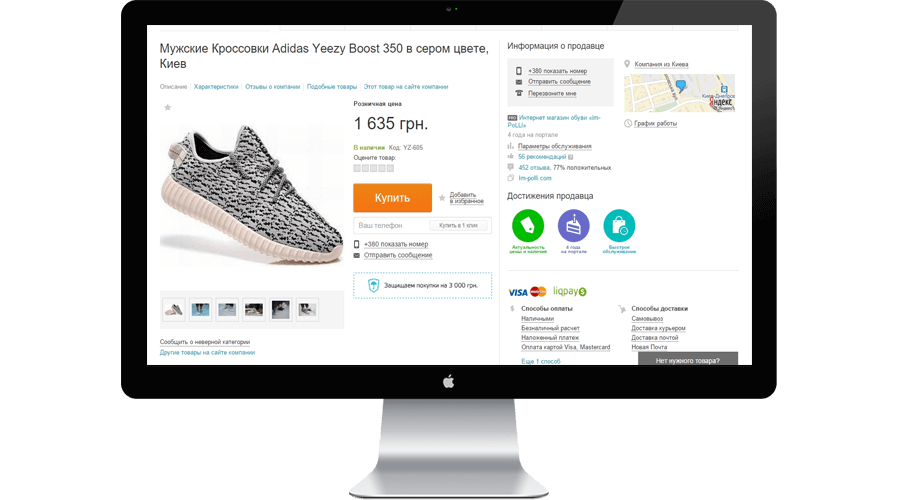 Мужские Кроссовки Adidas Yeezy Boost 350 в сером цвете,
Киев
Описание Характеристики Отзывы о компании Подобные товары Этот товар на сайте компании
Розничная цена
1 635 грн.
В наличии Код: YZ-605
Оцените товар:
Купить
Добавить
в избранное
Ваш телефон Купить в 1 клик
+380 показать номер
Отправить сообщение
Защищаем покупки на 3 000 грн.
Сообщить о неверной категории
Другие товары на сайте компании
Информация о продавце
+380 показать номер
Отправить сообщение
Перезвоните мне
Компания из Киева
Яндекс
График работы
PRO Интернет магазин обуви «im-
PoLLi»
4 года на портале
Параметры обслуживания
56 рекомендаций
452 отзыва, 77% положительных
im-polli.com
Достижения продавца
Актуальность
цены и наличия
4 года
на портале
Быстрое
обслуживание
VISA MasterCard liqpay
Способы оплаты
Наличными
Безналичный расчет
Наложенный платеж
Оплата картой Visa, Mastercard
Еще 1 способ
Способы доставки
Самовывоз
Доставка курьером
Доставка почтой
Новая Почта
Нет нужного товара?